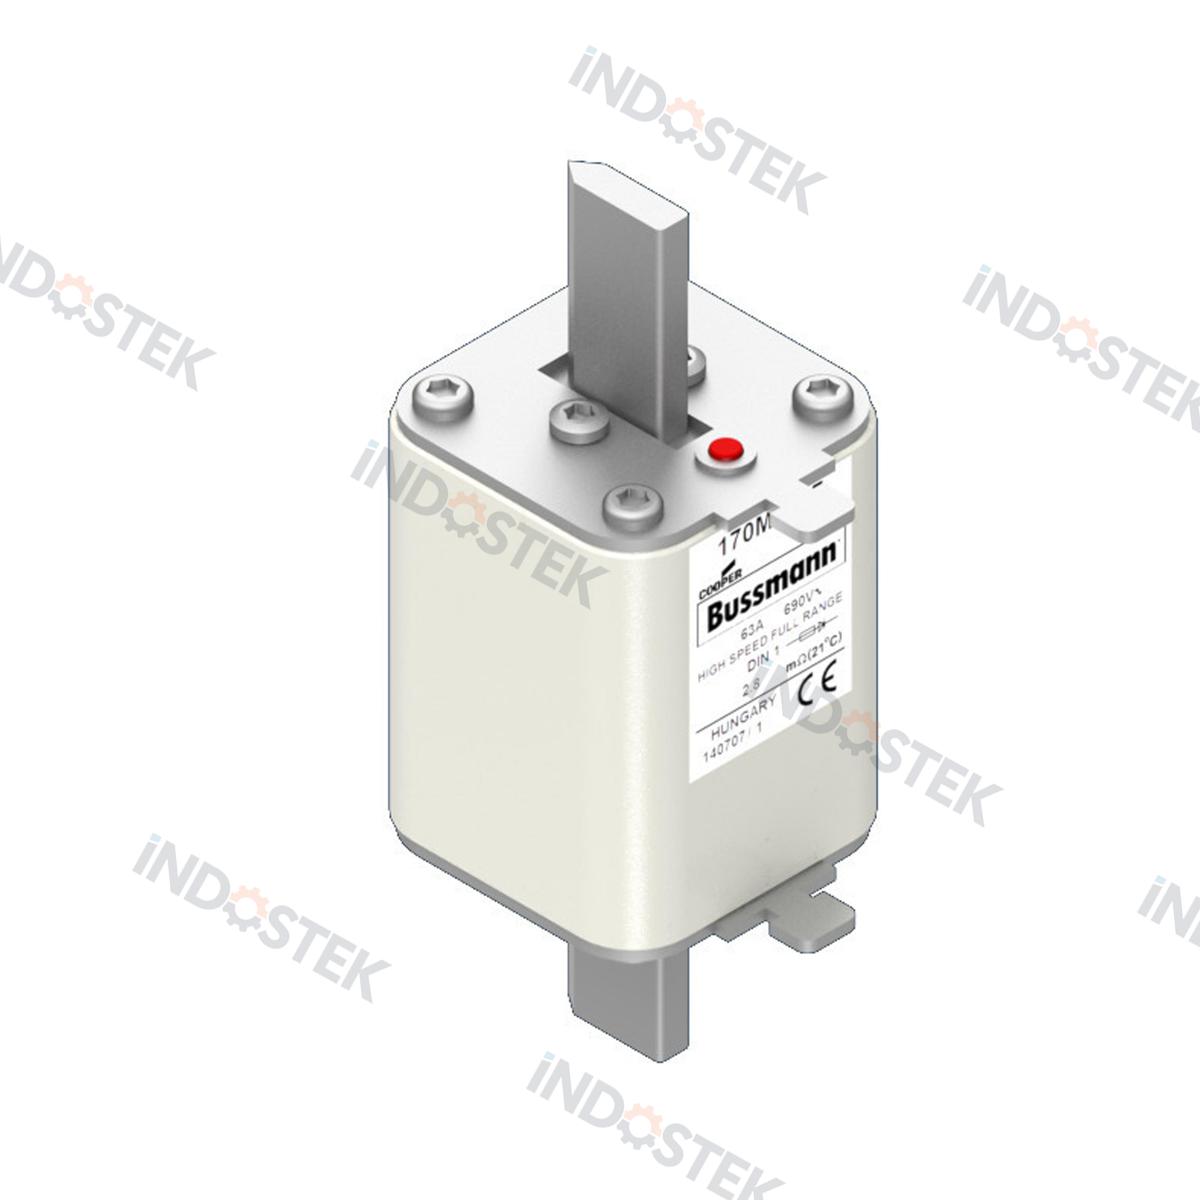 iNDOSTEK
iNDOSTEK
iNDOSTEK
iNDOSTEK
170M
COOPER
Bussmann
63A 690V
HIGH SPEED FULL RANGE
DIN 1
2.8 mΩ(21°C)
HUNGARY CE
140707 / 1
iNDOSTEK
iNDOSTEK
iNDOSTEK